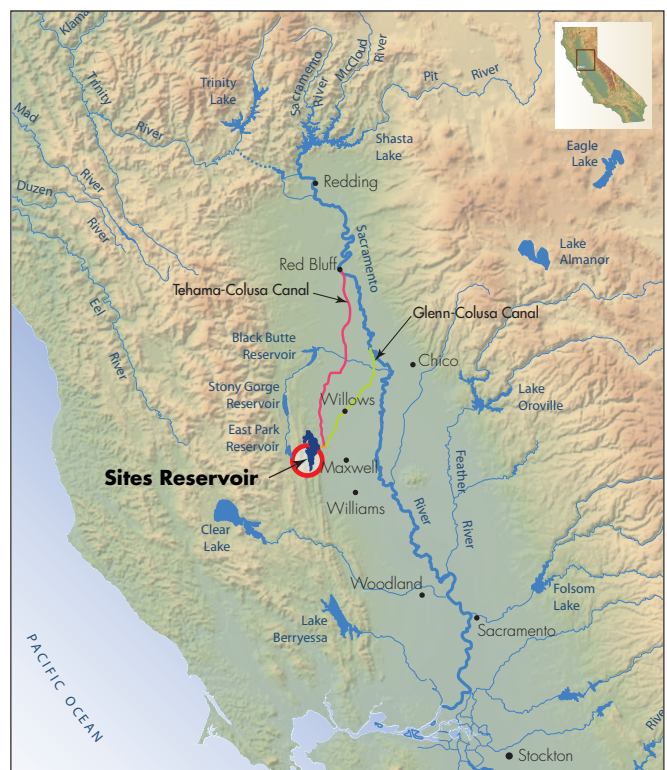 Klama
Trinity
River
Mad
River
Duzen
River
Eel
River
Trinity
Lake
Sacramento
River
McCloud
River
Pit
River
Shasta
Lake
Eagle
Lake
Redding
Sacramento
Lake
Almanor
Red Bluff
Tehama-Colusa Canal
Glenn-Colusa Canal
Black Butte
Reservoir
Chico
Stony Gorge
Reservoir
Willows
Lake
Oroville
East Park
Reservoir
Sites Reservoir
Maxwell
Feather
River
Williams
River
Clear
Lake
Woodland
Folsom
Lake
Lake
Berryessa
Sacramento
PACIFIC OCEAN
Rive
Stockton